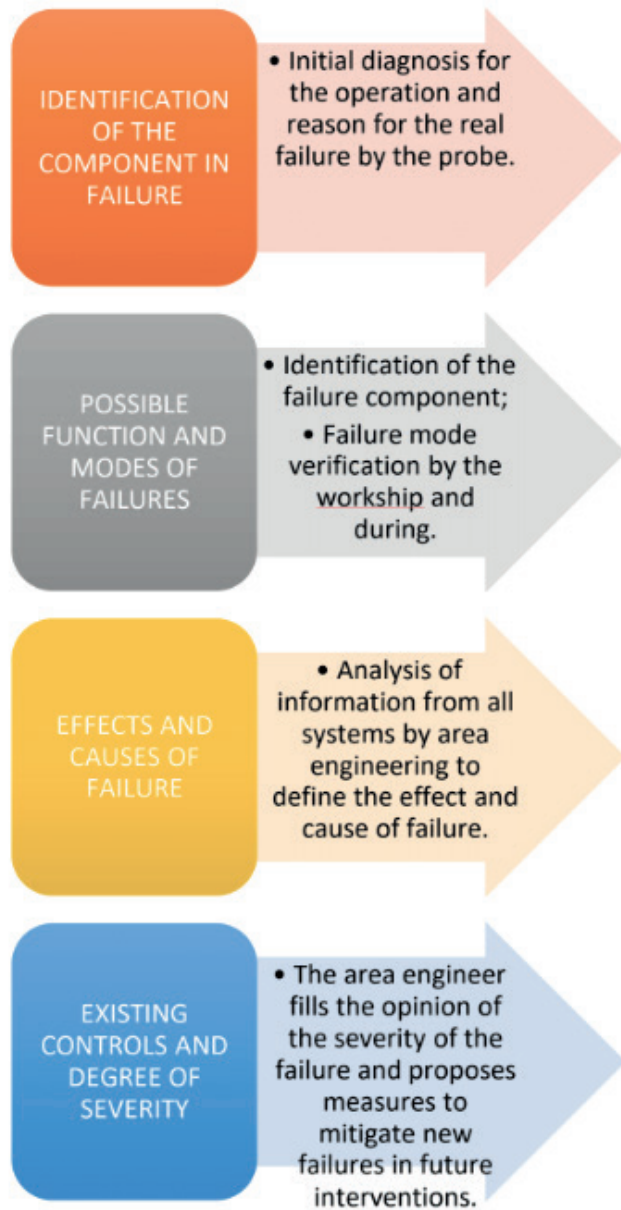 IDENTIFICATION
OF THE
COMPONENT IN
FAILURE
• Initial diagnosis for
the operation and
reason for the real
failure by the probe.
POSSIBLE
FUNCTION AND
MODES OF
FAILURES
• Identification of the
failure component;
• Failure mode
verification by the
workship and
during.
EFFECTS AND
CAUSES OF
FAILURE
• Analysis of
information from all
systems by area
engineering to
define the effect and
cause of failure.
EXISTING
CONTROLS AND
DEGREE OF
SEVERITY
• The area engineer
fills the opinion of
the severity of the
failure and proposes
measures to
mitigate new
failures in future
interventions.